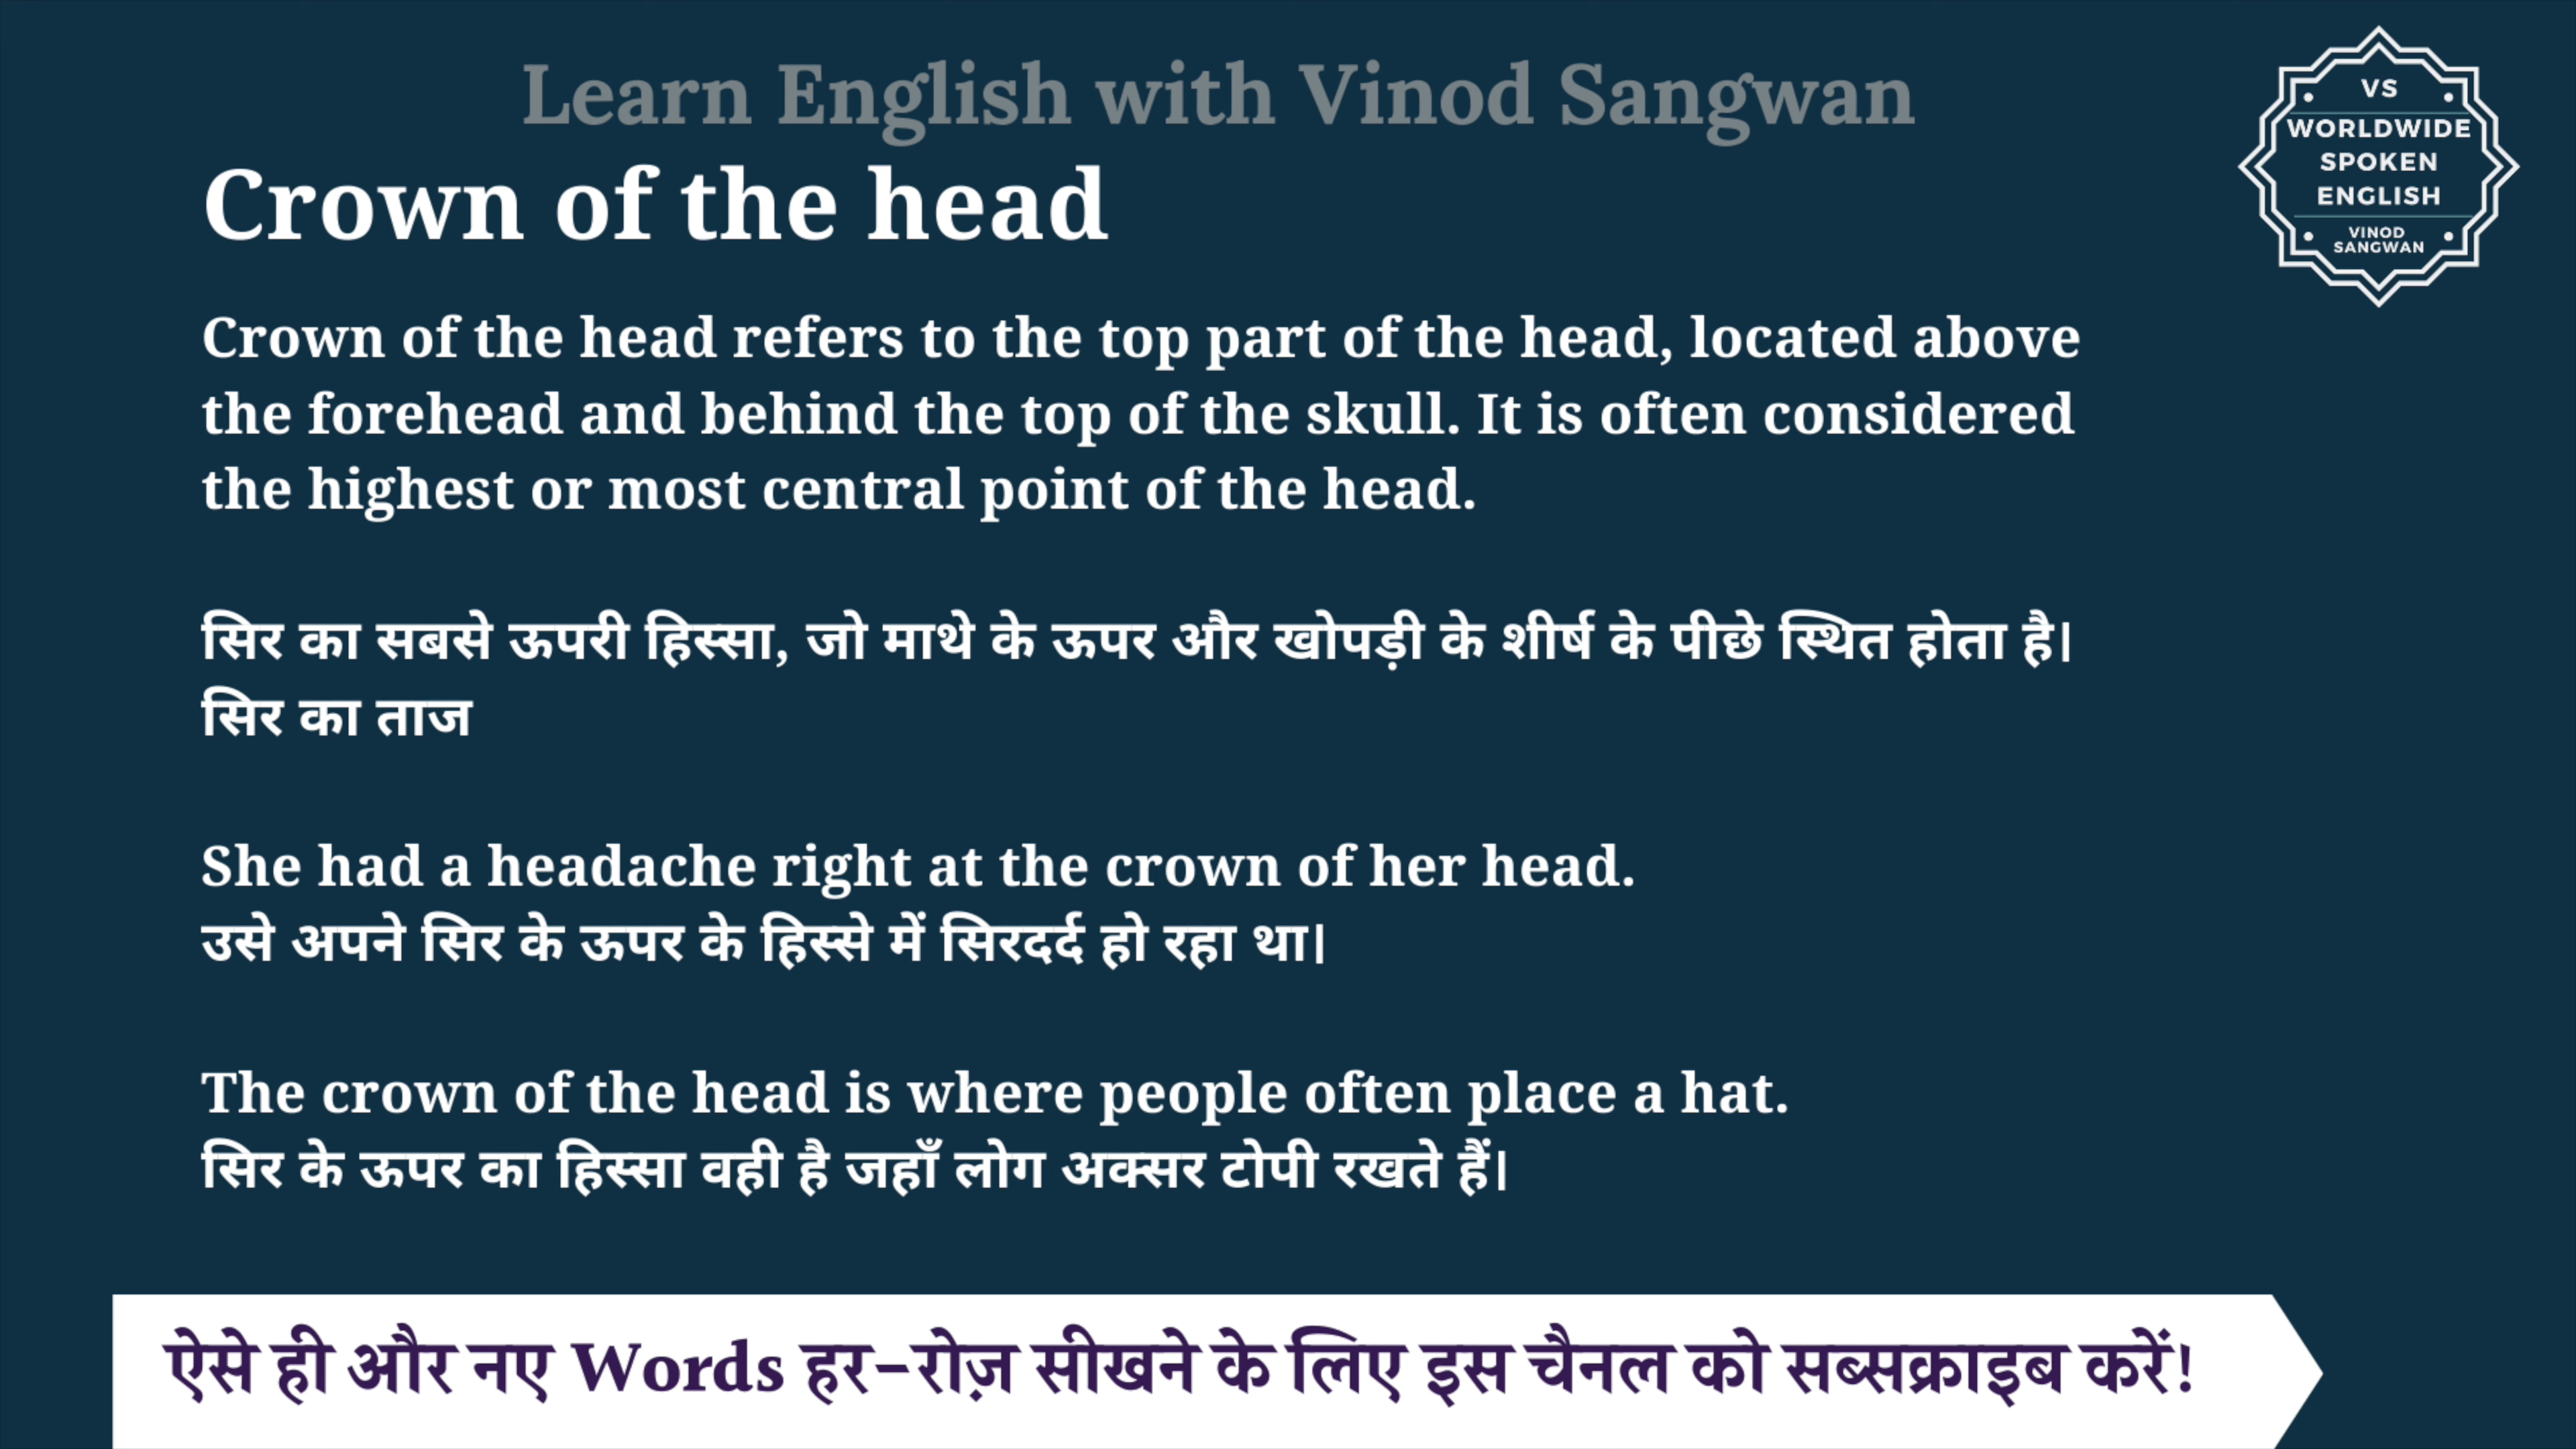 Learn English with Vinod Sangwan
VS
WORLDWIDE
SPOKEN
ENGLISH
VINOD
SANGWAN
Crown of the head
Crown of the head refers to the top part of the head, located above
the forehead and behind the top of the skull. It is often considered
the highest or most central point of the head.
सिर का सबसे ऊपरी हिस्सा, जो माथे के ऊपर और खोपड़ी के शीर्ष के पीछे स्थित होता है।
सिर का ताज
She had a headache right at the crown of her head.
उसे अपने सिर के ऊपर के हिस्से में सिरदर्द हो रहा था।
The crown of the head is where people often place a hat.
सिर के ऊपर का हिस्सा वही है जहाँ लोग अक्सर टोपी रखते हैं।
ऐसे ही और नए Words हर-रोज़ सीखने के लिए इस चैनल को सब्सक्राइब करें!